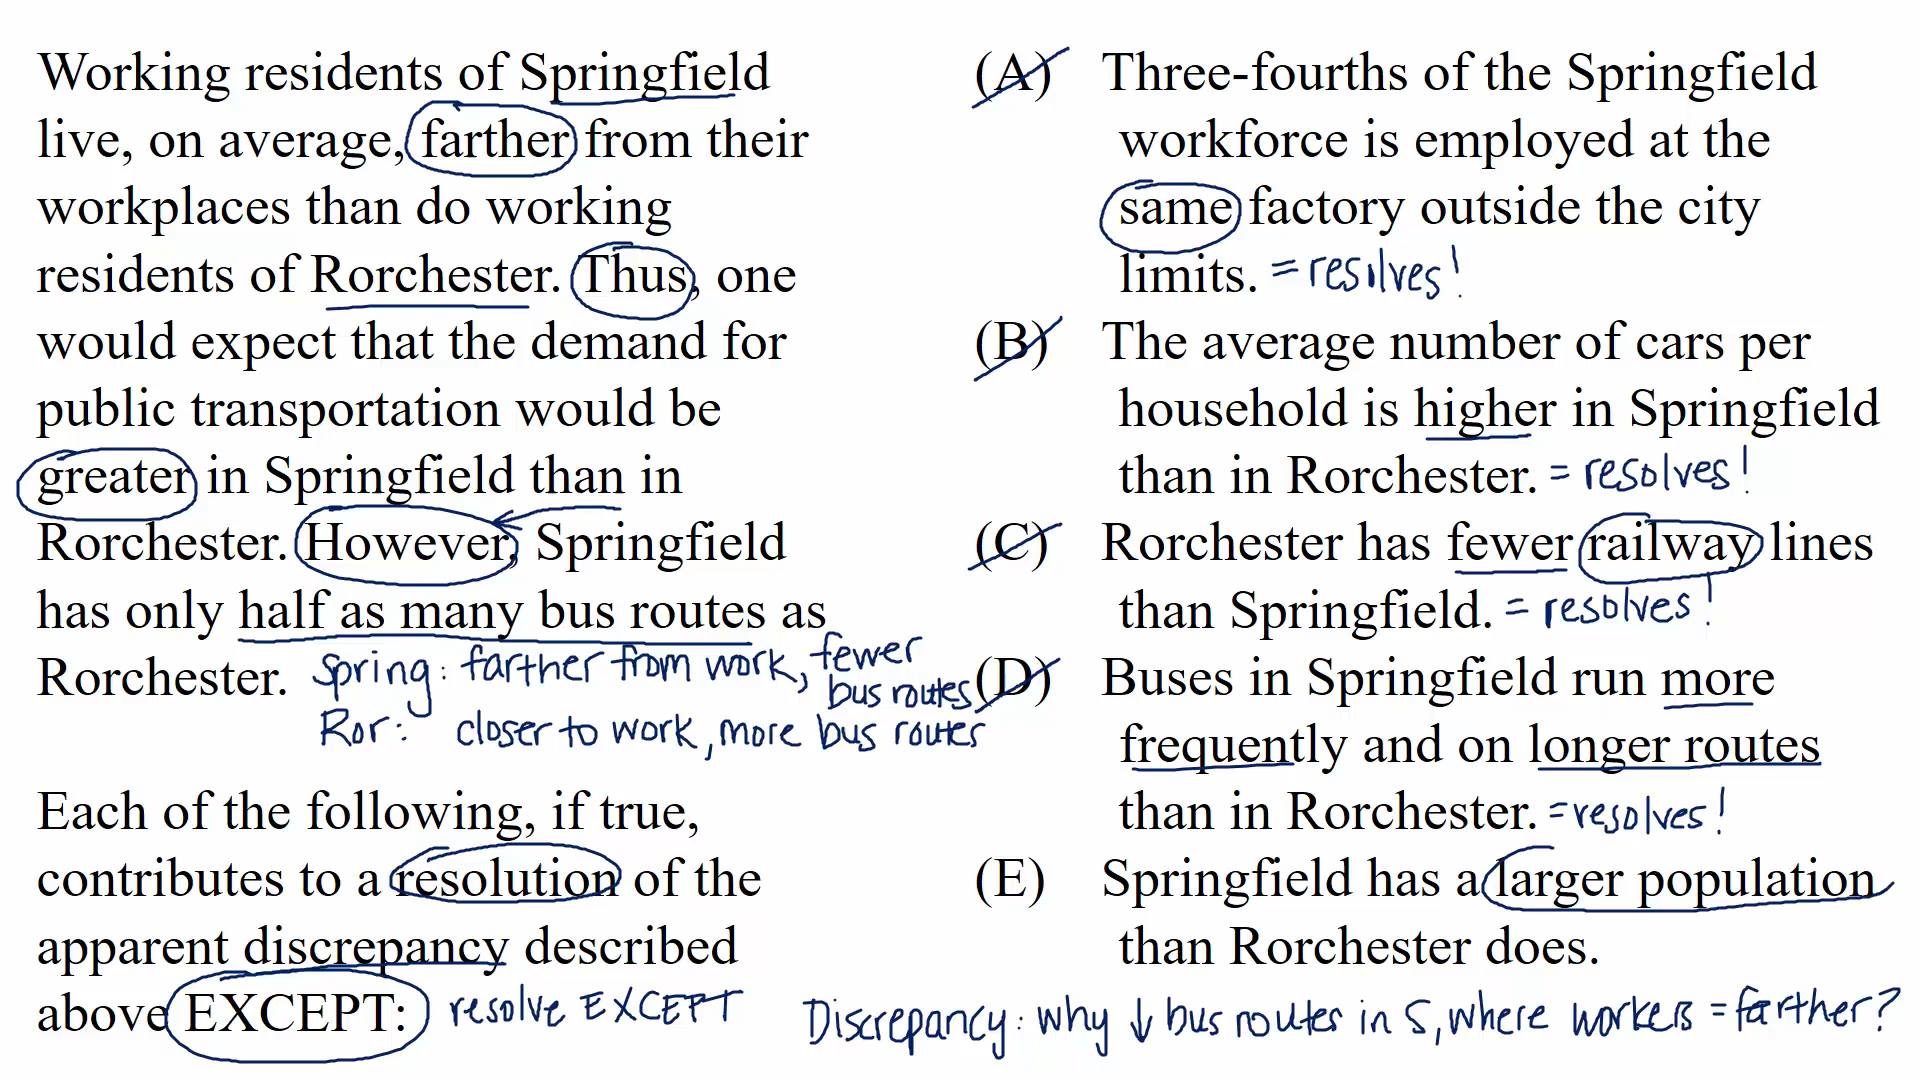 Working residents of Springfield
live, on average, farther from their
workplaces than do working
residents of Rorchester. Thus, one
would expect that the demand for
public transportation would be
greater in Springfield than in
Rorchester. However, Springfield
has only half as many bus routes as
Rorchester.
Spring: farther from work, fewer
bus routes
Ror: closer to work, more bus routes
Each of the following, if true,
contributes to a resolution of the
apparent discrepancy described
above EXCEPT: resolve EXCEPT
(A) Three-fourths of the Springfield
workforce is employed at the
same factory outside the city
limits. = resolves!
(B) The average number of cars per
household is higher in Springfield
than in Rorchester. = resolves!
(C) Rorchester has fewer railway lines
than Springfield. = resolves!
(D) Buses in Springfield run more
frequently and on longer routes
than in Rorchester. = resolves!
(E) Springfield has a larger population
than Rorchester does.
Discrepancy: why ↓ bus routes in S, where workers = farther?